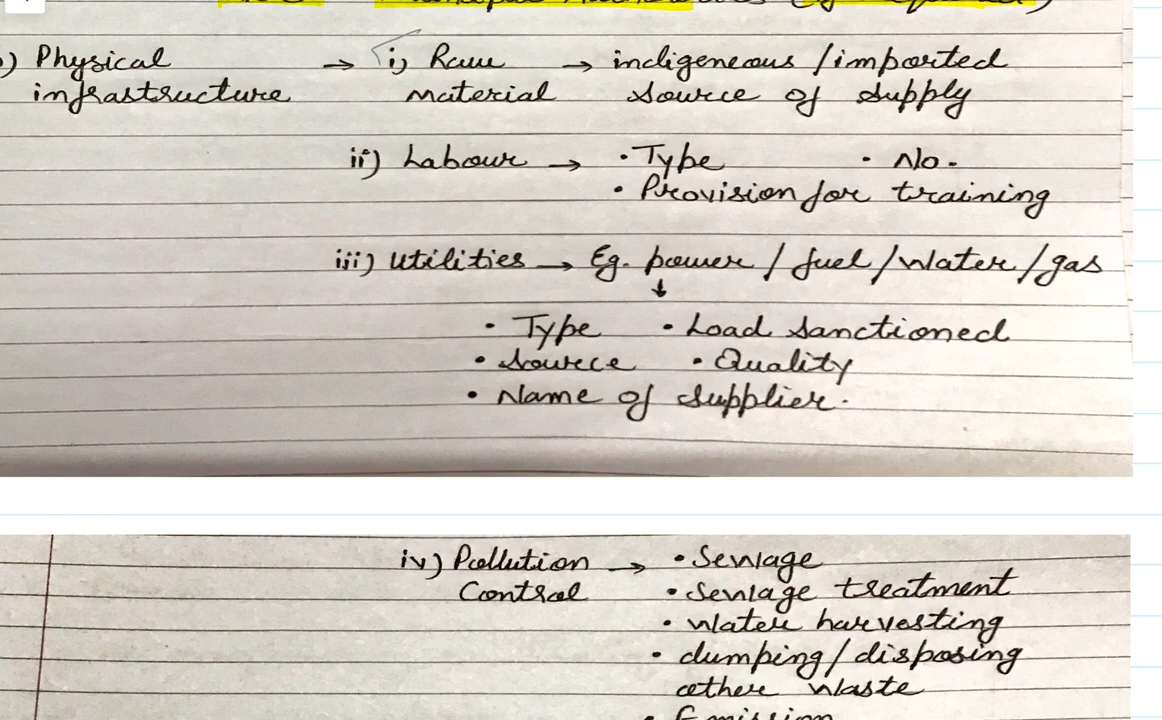 ) Physical → i) Raw → indigeneous / imported
infrastructure material source of supply
ii) Labour → • Type • No.
• Provision for training
iii) Utilities → Eg. power / fuel / water / gas
↓
• Type • Load sanctioned
• Source • Quality
• Name of supplier.
iv) Pollution → • Sewage
Control • Sewage treatment
• Water harvesting
• dumping / disposing
other waste
• Emission